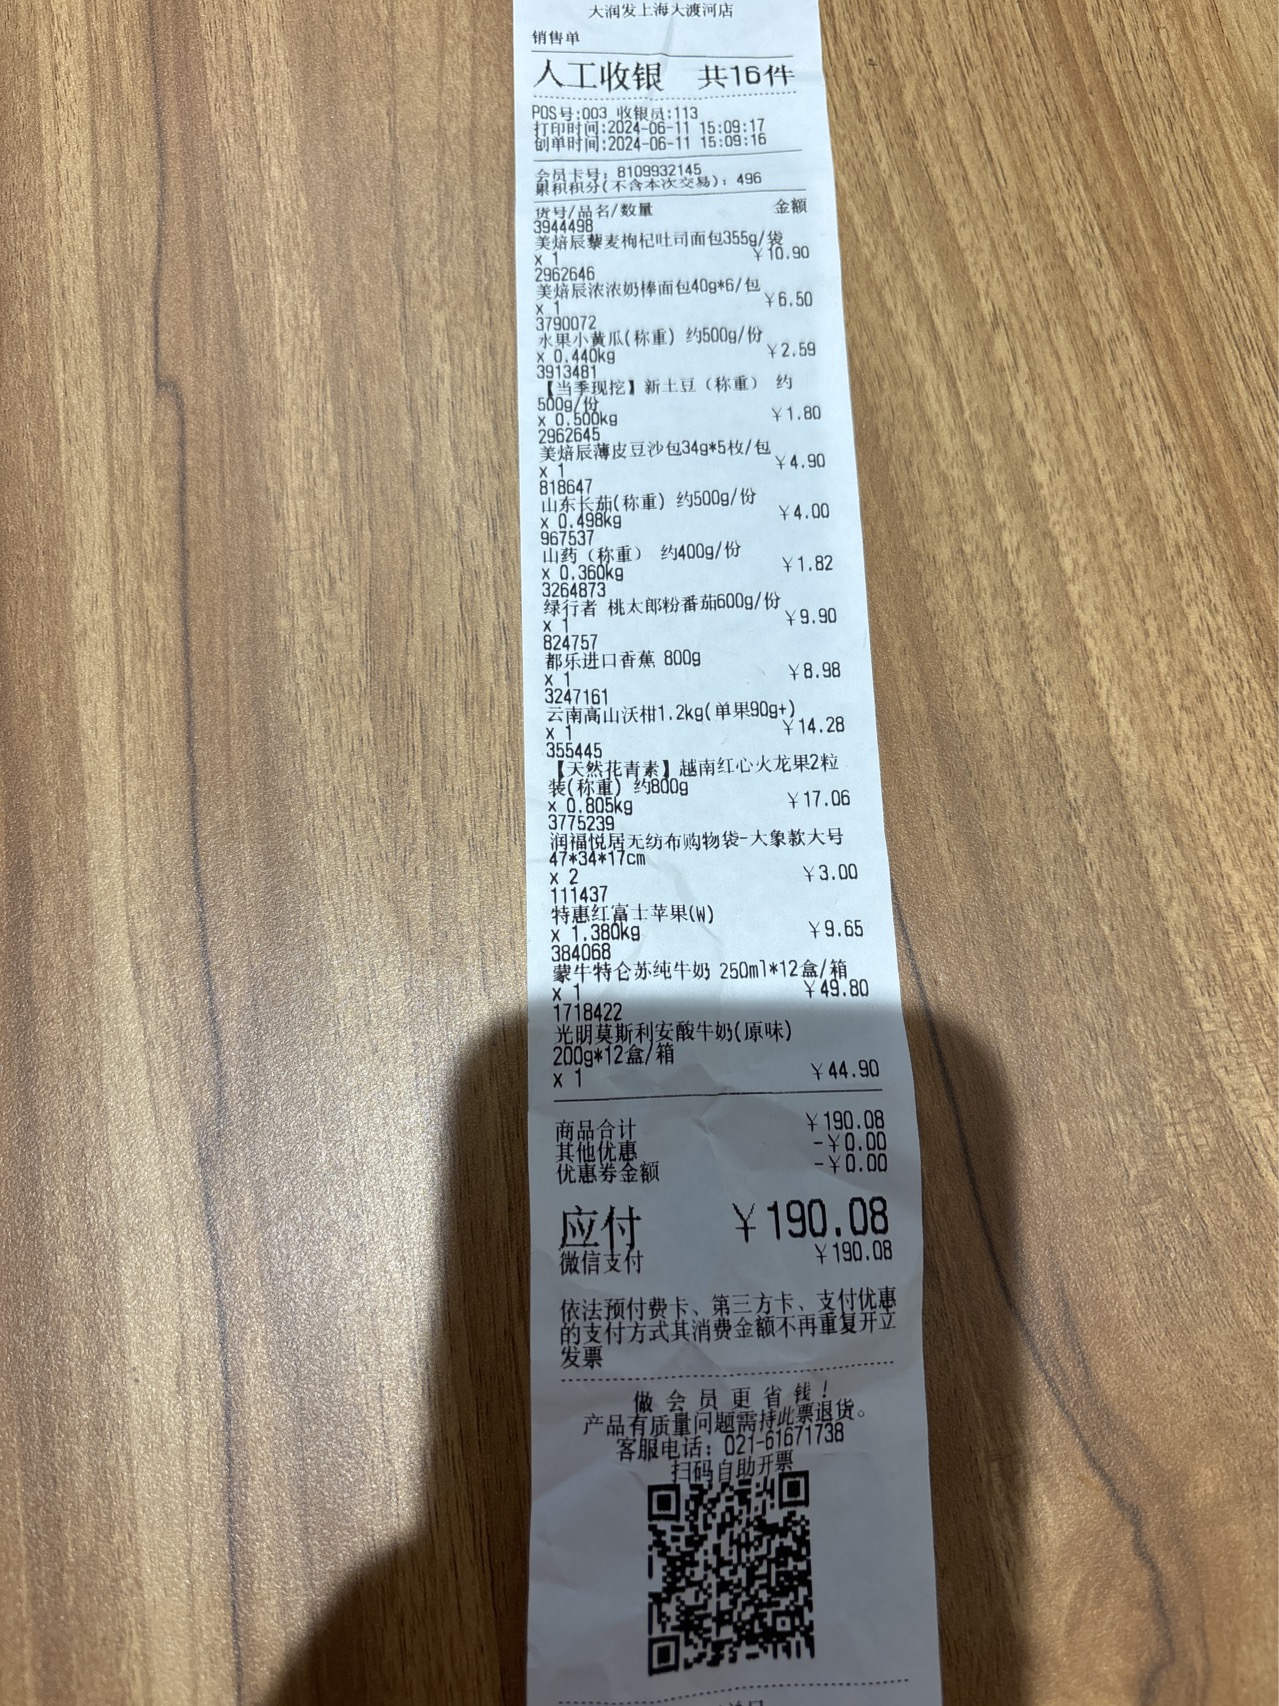 大润发上海大渡河店
销售单
人工收银 共16件
POS号:003 收银员:113
打印时间:2024-06-11 15:09:17
创单时间:2024-06-11 15:09:16
会员卡号: 8109932145
累积积分(不含本次交易): 496
货号/品名/数量 金额
3944498
美焙辰藜麦枸杞吐司面包355g/袋
x 1 ￥10.90
2962646
美焙辰浓浓奶棒面包40g*6/包
x 1 ￥6.50
3790072
水果小黄瓜(称重) 约500g/份
x 0.440kg ￥2.59
3913481
【当季现挖】新土豆（称重） 约
500g/份
x 0.500kg ￥1.80
2962645
美焙辰薄皮豆沙包34g*5枚/包
x 1 ￥4.90
818647
山东长茄(称重) 约500g/份
x 0.498kg ￥4.00
967537
山药（称重） 约400g/份
x 0.360kg ￥1.82
3264873
绿行者 桃太郎粉番茄600g/份
x 1 ￥9.90
824757
都乐进口香蕉 800g
x 1 ￥8.98
3247161
云南高山沃柑1.2kg(单果90g+)
x 1 ￥14.28
355445
【天然花青素】越南红心火龙果2粒
装(称重) 约800g
x 0.805kg ￥17.06
3775239
润福悦居无纺布购物袋-大象款大号
47*34*17cm
x 2 ￥3.00
111437
特惠红富士苹果(W)
x 1.380kg ￥9.65
384068
蒙牛特仑苏纯牛奶 250ml*12盒/箱
x 1 ￥49.80
1718422
光明莫斯利安酸牛奶(原味)
200g*12盒/箱
x 1 ￥44.90
商品合计 ￥190.08
其他优惠 -￥0.00
优惠券金额 -￥0.00
应付 ￥190.08
微信支付 ￥190.08
依法预付费卡、第三方卡、支付优惠
的支付方式其消费金额不再重复开立
发票
做会员更省钱！
产品有质量问题需持此票退货。
客服电话: 021-61671738
扫码自助开票